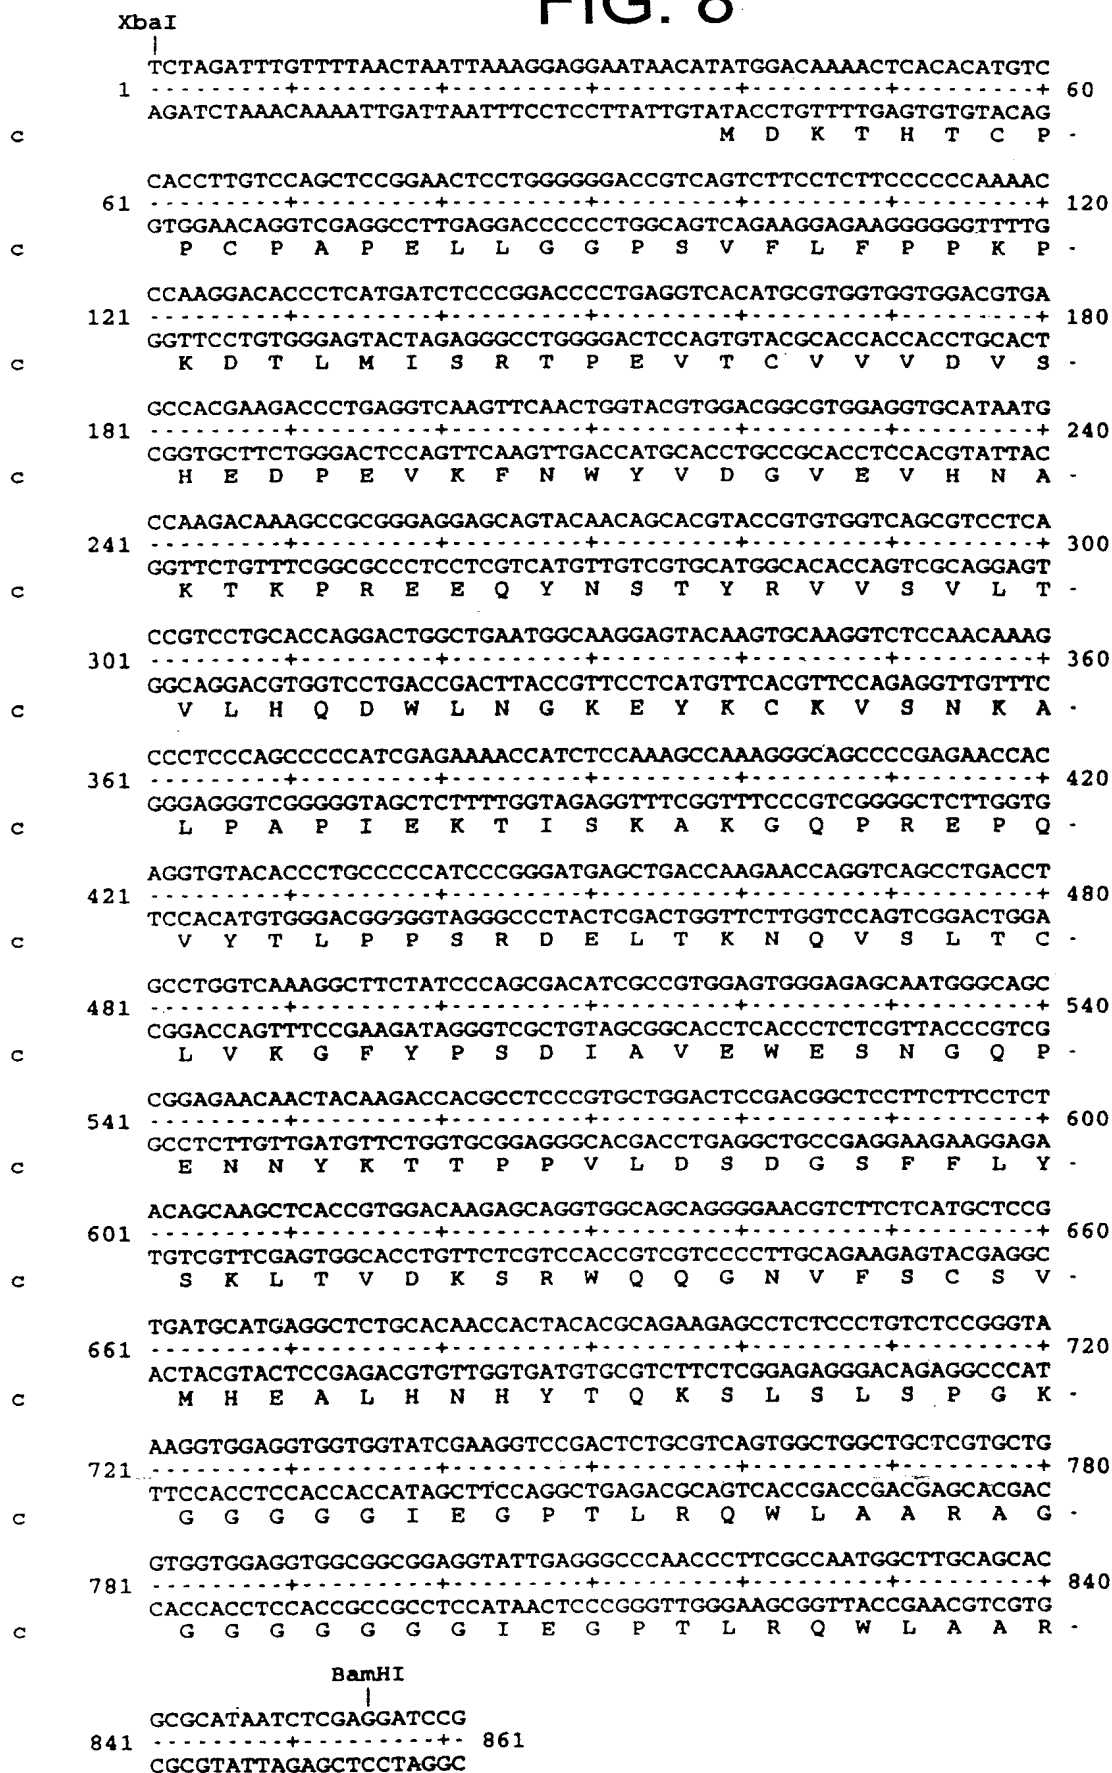 FIG. 8
XbaI
TCTAGATTTGTTTTAACTAATTAAAGGAGGAATAACATATGGACAAAACTCACACATGTC
1 ---------+---------+---------+---------+---------+---------+ 60
AGATCTAAACAAAATTGATTAATTTCCTCCTTATTGTATACCTGTTTTGAGTGTGTACAG
c M D K T H T C P -
CACCTTGTCCAGCTCCGGAACTCCTGGGGGGACCGTCAGTCTTCCTCTTCCCCCCAAAAC
61 ---------+---------+---------+---------+---------+---------+ 120
GTGGAACAGGTCGAGGCCTTGAGGACCCCCCTGGCAGTCAGAAGGAGAAGGGGGGTTTTG
c P C P A P E L L G G P S V F L F P P K P -
CCAAGGACACCCTCATGATCTCCCGGACCCCTGAGGTCACATGCGTGGTGGTGGACGTGA
121 ---------+---------+---------+---------+---------+---------+ 180
GGTTCCTGTGGGAGTACTAGAGGGCCTGGGGACTCCAGTGTACGCACCACCACCTGCACT
c K D T L M I S R T P E V T C V V V D V S -
GCCACGAAGACCCTGAGGTCAAGTTCAACTGGTACGTGGACGGCGTGGAGGTGCATAATG
181 ---------+---------+---------+---------+---------+---------+ 240
CGGTGCTTCTGGGACTCCAGTTCAAGTTGACCATGCACCTGCCGCACCTCCACGTATTAC
c H E D P E V K F N W Y V D G V E V H N A -
CCAAGACAAAGCCGCGGGAGGAGCAGTACAACAGCACGTACCGTGTGGTCAGCGTCCTCA
241 ---------+---------+---------+---------+---------+---------+ 300
GGTTCTGTTTCGGCGCCCTCCTCGTCATGTTGTCGTGCATGGCACACCAGTCGCAGGAGT
c K T K P R E E Q Y N S T Y R V V S V L T -
CCGTCCTGCACCAGGACTGGCTGAATGGCAAGGAGTACAAGTGCAAGGTCTCCAACAAAG
301 ---------+---------+---------+---------+---------+---------+ 360
GGCAGGACGTGGTCCTGACCGACTTACCGTTCCTCATGTTCACGTTCCAGAGGTTGTTTC
c V L H Q D W L N G K E Y K C K V S N K A -
CCCTCCCAGCCCCCATCGAGAAAACCATCTCCAAAGCCAAAGGGCAGCCCCGAGAACCAC
361 ---------+---------+---------+---------+---------+---------+ 420
GGGAGGGTCGGGGGTAGCTCTTTTGGTAGAGGTTTCGGTTTCCCGTCGGGGCTCTTGGTG
c L P A P I E K T I S K A K G Q P R E P Q -
AGGTGTACACCCTGCCCCCATCCCGGGATGAGCTGACCAAGAACCAGGTCAGCCTGACCT
421 ---------+---------+---------+---------+---------+---------+ 480
TCCACATGTGGGACGGGGGTAGGGCCCTACTCGACTGGTTCTTGGTCCAGTCGGACTGGA
c V Y T L P P S R D E L T K N Q V S L T C -
GCCTGGTCAAAGGCTTCTATCCCAGCGACATCGCCGTGGAGTGGGAGAGCAATGGGCAGC
481 ---------+---------+---------+---------+---------+---------+ 540
CGGACCAGTTTCCGAAGATAGGGTCGCTGTAGCGGCACCTCACCCTCTCGTTACCCGTCG
c L V K G F Y P S D I A V E W E S N G Q P -
CGGAGAACAACTACAAGACCACGCCTCCCGTGCTGGACTCCGACGGCTCCTTCTTCCTCT
541 ---------+---------+---------+---------+---------+---------+ 600
GCCTCTTGTTGATGTTCTGGTGCGGAGGGCACGACCTGAGGCTGCCGAGGAAGAAGGAGA
c E N N Y K T T P P V L D S D G S F F L Y -
ACAGCAAGCTCACCGTGGACAAGAGCAGGTGGCAGCAGGGGAACGTCTTCTCATGCTCCG
601 ---------+---------+---------+---------+---------+---------+ 660
TGTCGTTCGAGTGGCACCTGTTCTCGTCCACCGTCGTCCCCTTGCAGAAGAGTACGAGGC
c S K L T V D K S R W Q Q G N V F S C S V -
TGATGCATGAGGCTCTGCACAACCACTACACGCAGAAGAGCCTCTCCCTGTCTCCGGGTA
661 ---------+---------+---------+---------+---------+---------+ 720
ACTACGTACTCCGAGACGTGTTGGTGATGTGCGTCTTCTCGGAGAGGGACAGAGGCCCAT
c M H E A L H N H Y T Q K S L S L S P G K -
AAGGTGGAGGTGGTGGTATCGAAGGTCCGACTCTGCGTCAGTGGCTGGCTGCTCGTGCTG
721 ---------+---------+---------+---------+---------+---------+ 780
TTCCACCTCCACCACCATAGCTTCCAGGCTGAGACGCAGTCACCGACCGACGAGCACGAC
c G G G G G I E G P T L R Q W L A A R A G -
GTGGTGGAGGTGGCGGCGGAGGTATTGAGGGCCCAACCCTTCGCCAATGGCTTGCAGCAC
781 ---------+---------+---------+---------+---------+---------+ 840
CACCACCTCCACCGCCGCCTCCATAACTCCCGGGTTGGGAAGCGGTTACCGAACGTCGTG
c G G G G G G G I E G P T L R Q W L A A R -
BamHI
GCGCATAATCTCGAGGATCCG
841 ---------+---------+- 861
CGCGTATTAGAGCTCCTAGGC